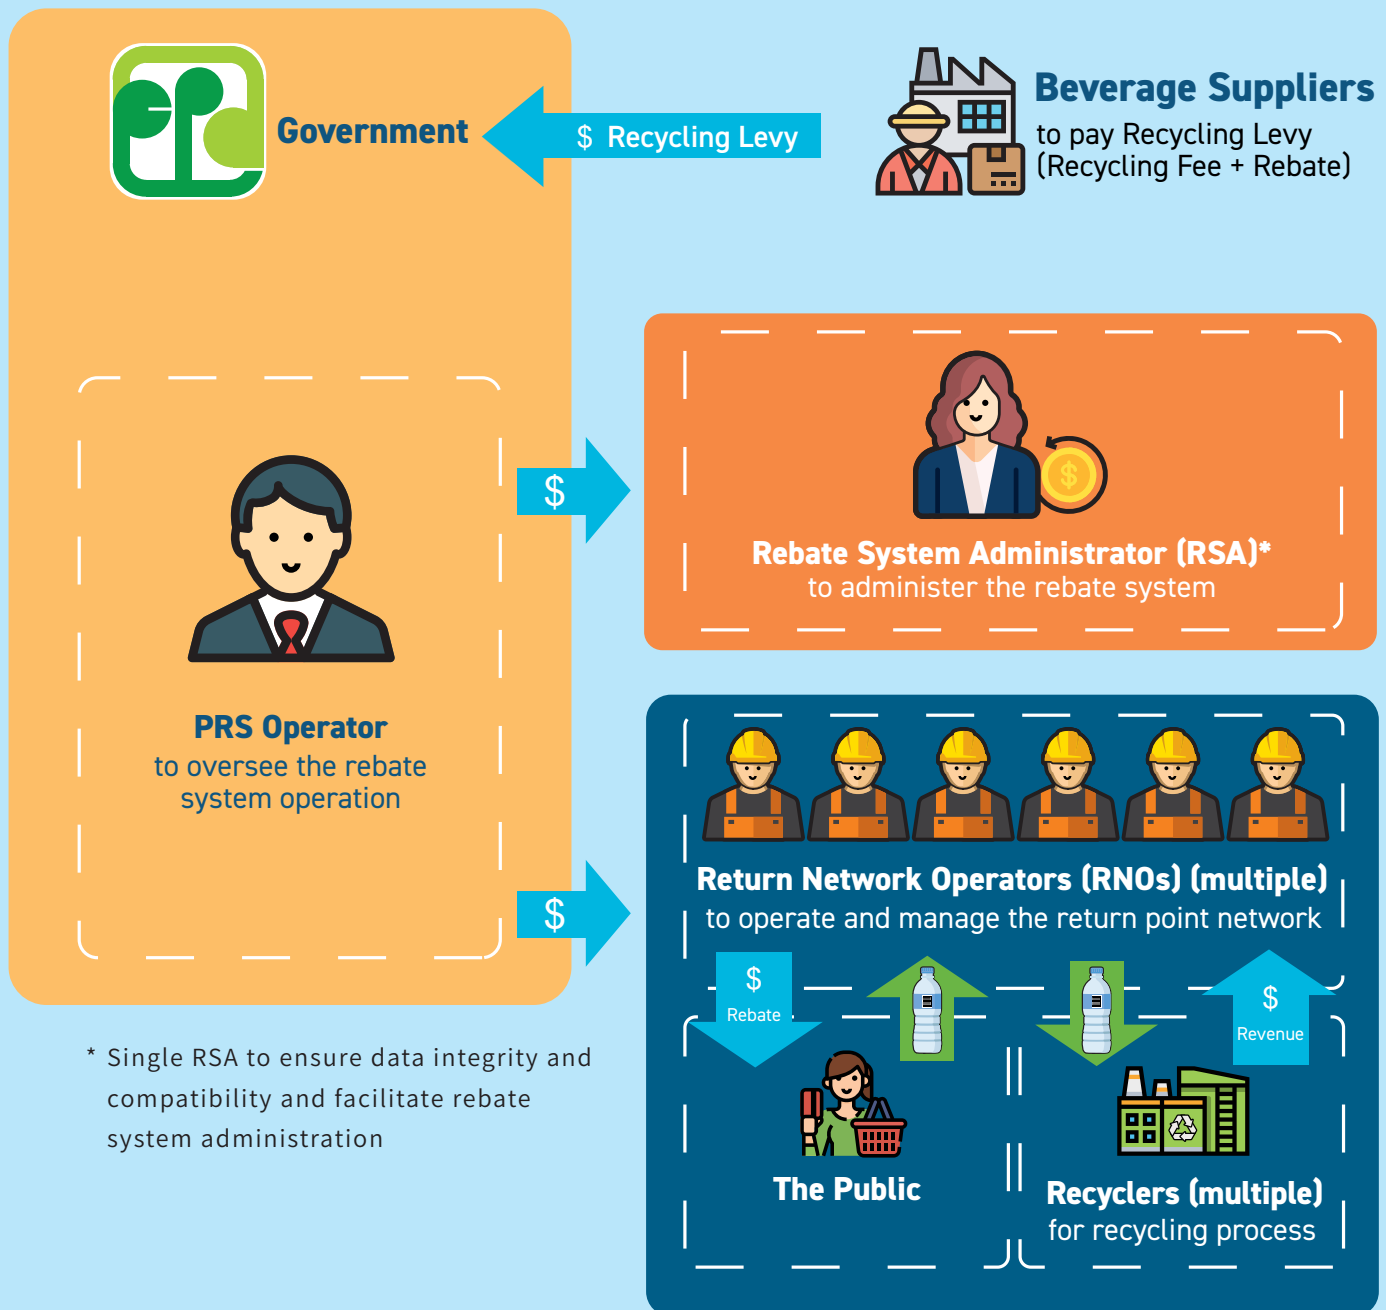 Government
$ Recycling Levy
Beverage Suppliers
to pay Recycling Levy
(Recycling Fee + Rebate)
$
Rebate System Administrator (RSA)*
to administer the rebate system
$
PRS Operator
to oversee the rebate
system operation
$
Return Network Operators (RNOs) (multiple)
to operate and manage the return point network
$
Rebate
$
Revenue
The Public
Recyclers (multiple)
for recycling process
* Single RSA to ensure data integrity and
compatibility and facilitate rebate
system administration